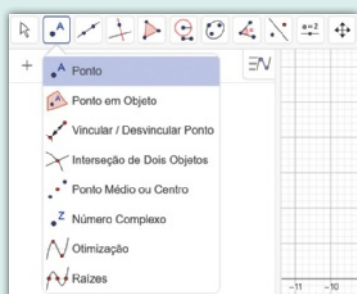 A
a=2
+
A Ponto
A Ponto em Objeto
Vincular / Desvincular Ponto
Interseção de Dois Objetos
Ponto Médio ou Centro
Z Número Complexo
Otimização
Raízes
-11 -10